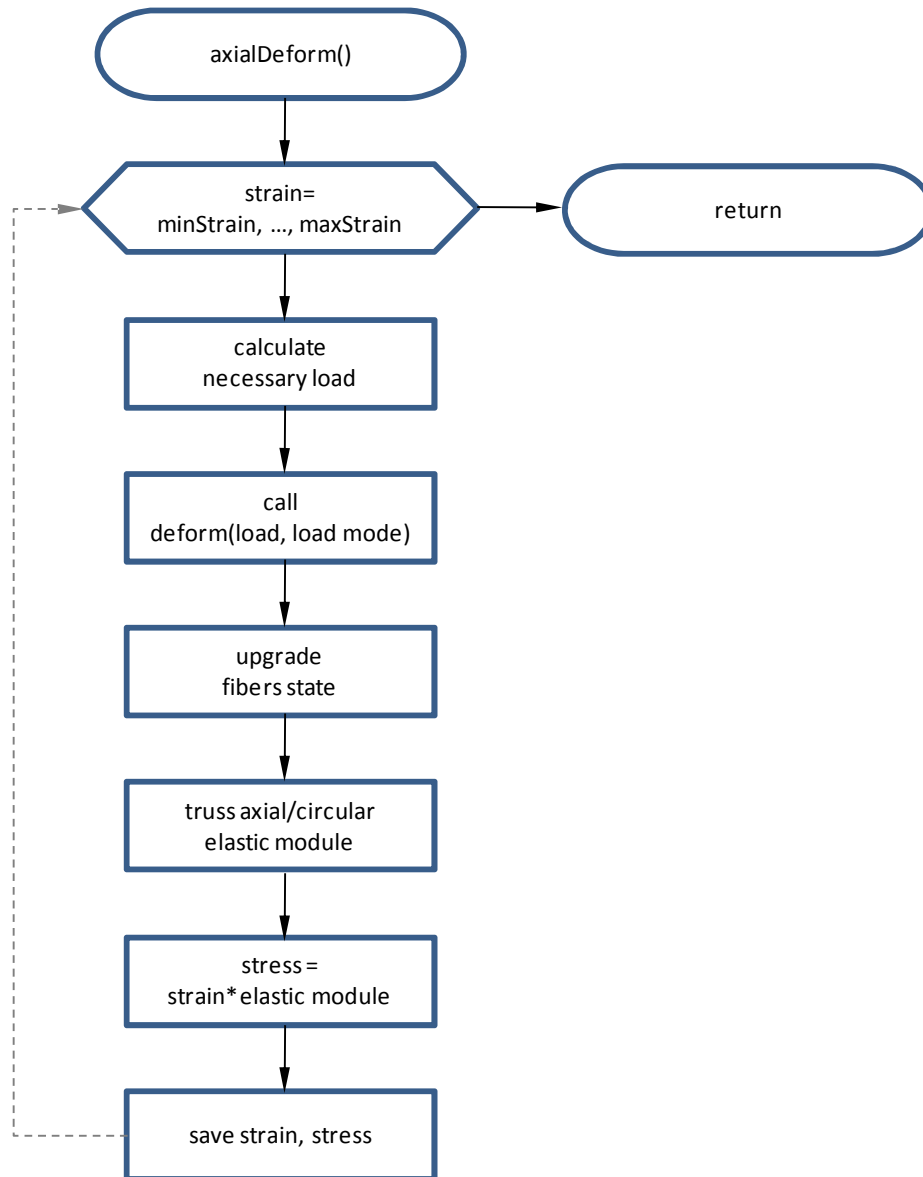 axialDeform()
strain=
minStrain, ..., maxStrain
return
calculate
necessary load
call
deform(load, load mode)
upgrade
fibers state
truss axial/circular
elastic module
stress =
strain*elastic module
save strain, stress